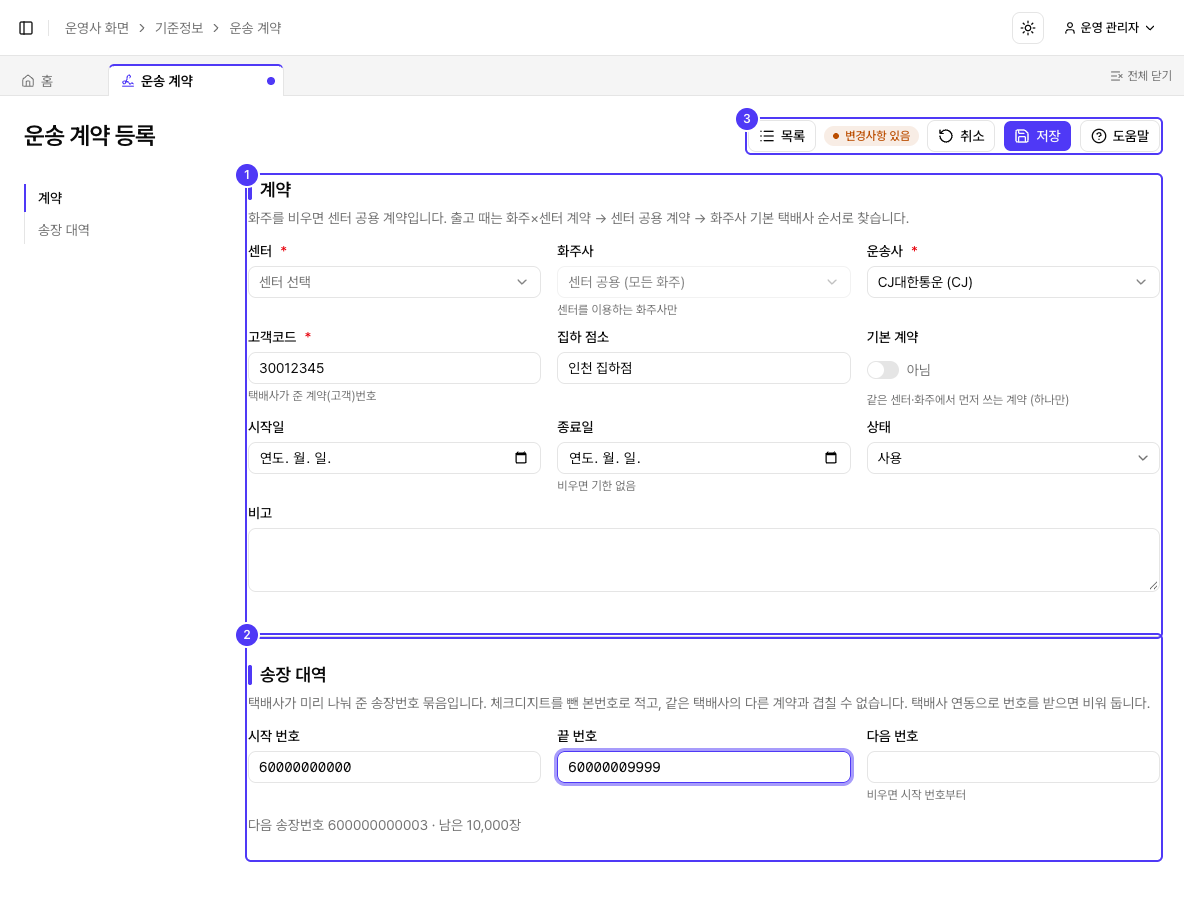 운영사 화면 > 기준정보 > 운송 계약
운영 관리자
홈
운송 계약
전체 닫기
운송 계약 등록
3
목록
변경사항 있음
취소
저장
도움말
계약
송장 대역
1
계약
화주를 비우면 센터 공용 계약입니다. 출고 때는 화주×센터 계약 → 센터 공용 계약 → 화주사 기본 택배사 순서로 찾습니다.
센터 *
화주사
운송사 *
센터 선택
센터 공용 (모든 화주)
CJ대한통운 (CJ)
센터를 이용하는 화주사만
고객코드 *
집하 점소
기본 계약
30012345
인천 집하점
아님
택배사가 준 계약(고객)번호
같은 센터·화주에서 먼저 쓰는 계약 (하나만)
시작일
종료일
상태
연도. 월. 일.
연도. 월. 일.
사용
비우면 기한 없음
비고
2
송장 대역
택배사가 미리 나눠 준 송장번호 묶음입니다. 체크디지트를 뺀 본번호로 적고, 같은 택배사의 다른 계약과 겹칠 수 없습니다. 택배사 연동으로 번호를 받으면 비워 둡니다.
시작 번호
끝 번호
다음 번호
60000000000
60000009999
비우면 시작 번호부터
다음 송장번호 600000000003 · 남은 10,000장